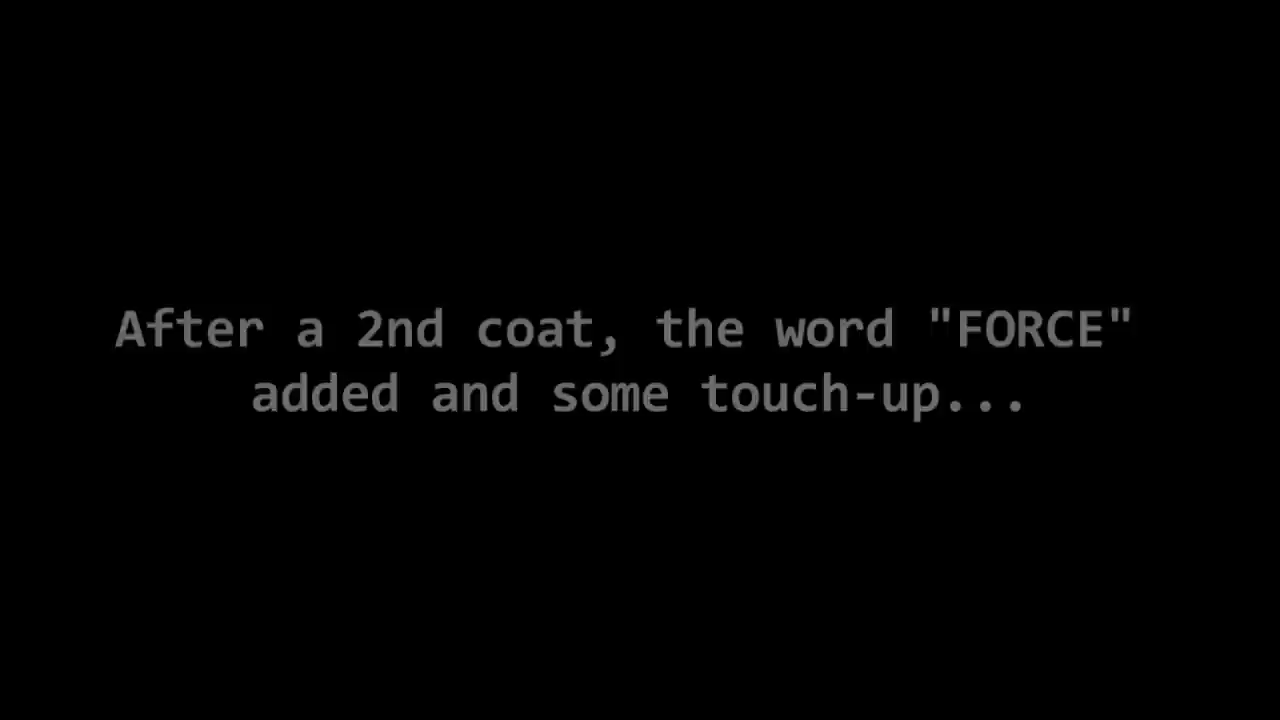 After a 2nd coat, the word "FORCE"
added and some touch-up...